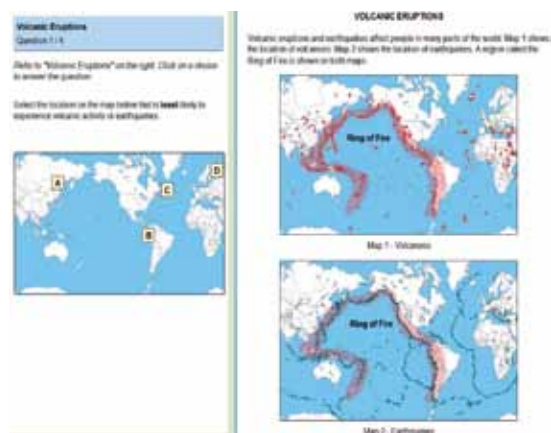 Volcanic Eruptions
Question 1 / 4
Refer to "Volcanic Eruptions" on the right. Click on a choice
to answer the question.
Select the location on the map below that is least likely to
experience volcanic activity or earthquakes.
A
B
C
D
VOLCANIC ERUPTIONS
Volcanic eruptions and earthquakes affect people in many parts of the world. Map 1 shows
the location of volcanoes. Map 2 shows the location of earthquakes. A region called the
Ring of Fire is shown on both maps.
Ring of Fire
Map 1 - Volcanoes
Ring of Fire
Map 2 - Earthquakes